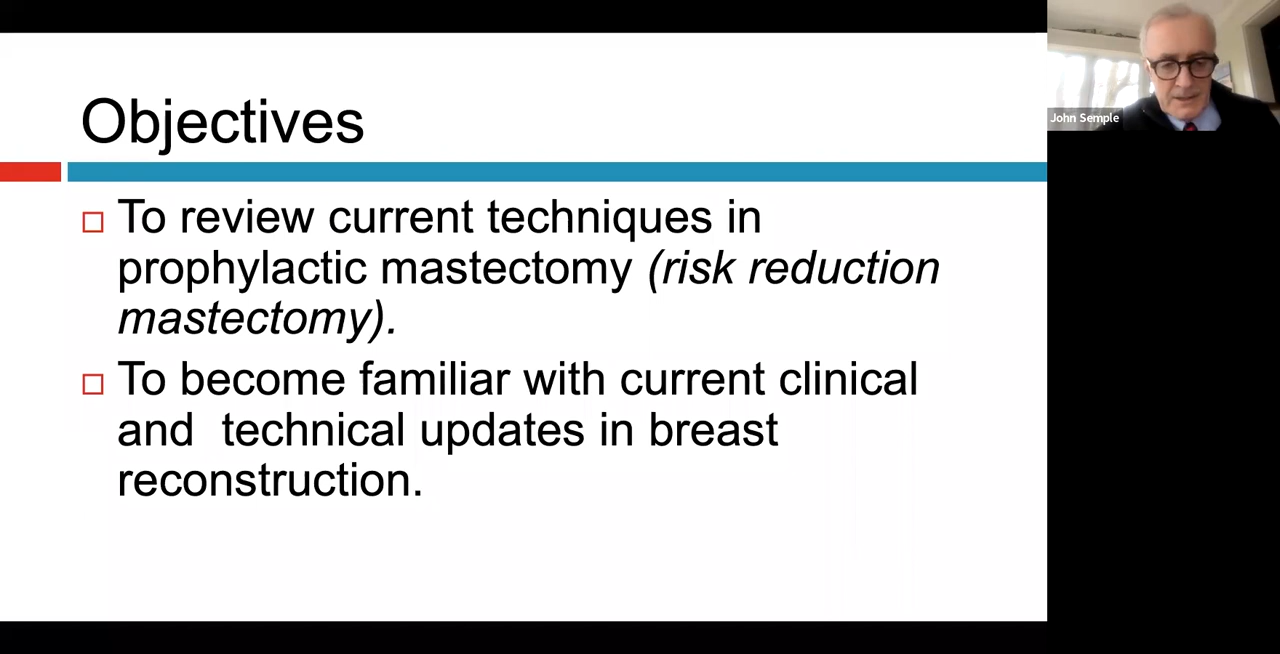 Objectives
To review current techniques in
prophylactic mastectomy (risk reduction
mastectomy).
To become familiar with current clinical
and  technical updates in breast
reconstruction.
John Semple